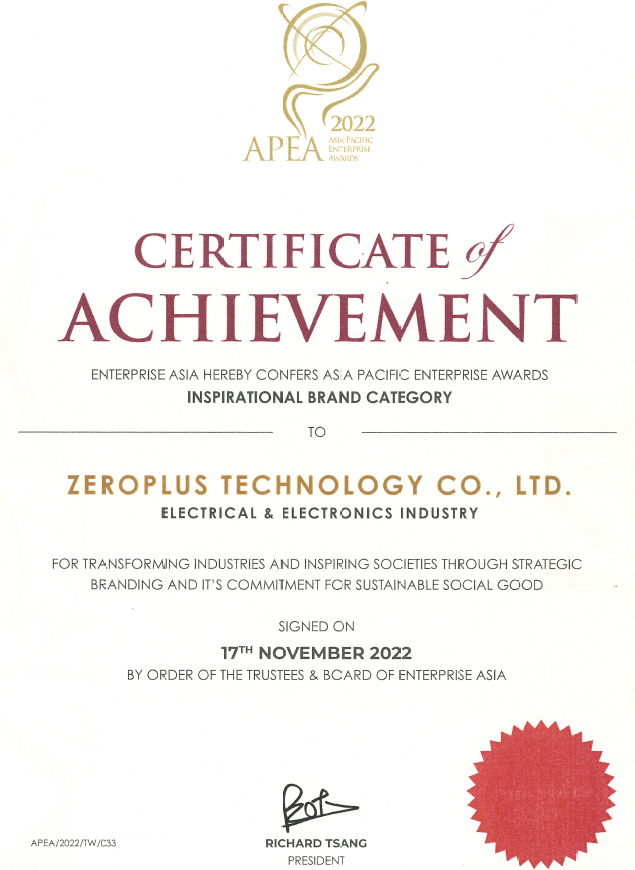 2022
APEA ASIA PACIFIC
ENTERPRISE
AWARDS
CERTIFICATE of
ACHIEVEMENT
ENTERPRISE ASIA HEREBY CONFERS ASIA PACIFIC ENTERPRISE AWARDS
INSPIRATIONAL BRAND CATEGORY
TO
ZEROPLUS TECHNOLOGY CO., LTD.
ELECTRICAL & ELECTRONICS INDUSTRY
FOR TRANSFORMING INDUSTRIES AND INSPIRING SOCIETIES THROUGH STRATEGIC
BRANDING AND IT'S COMMITMENT FOR SUSTAINABLE SOCIAL GOOD
SIGNED ON
17TH NOVEMBER 2022
BY ORDER OF THE TRUSTEES & BOARD OF ENTERPRISE ASIA
RICHARD TSANG
PRESIDENT
APEA/2022/TW/C33